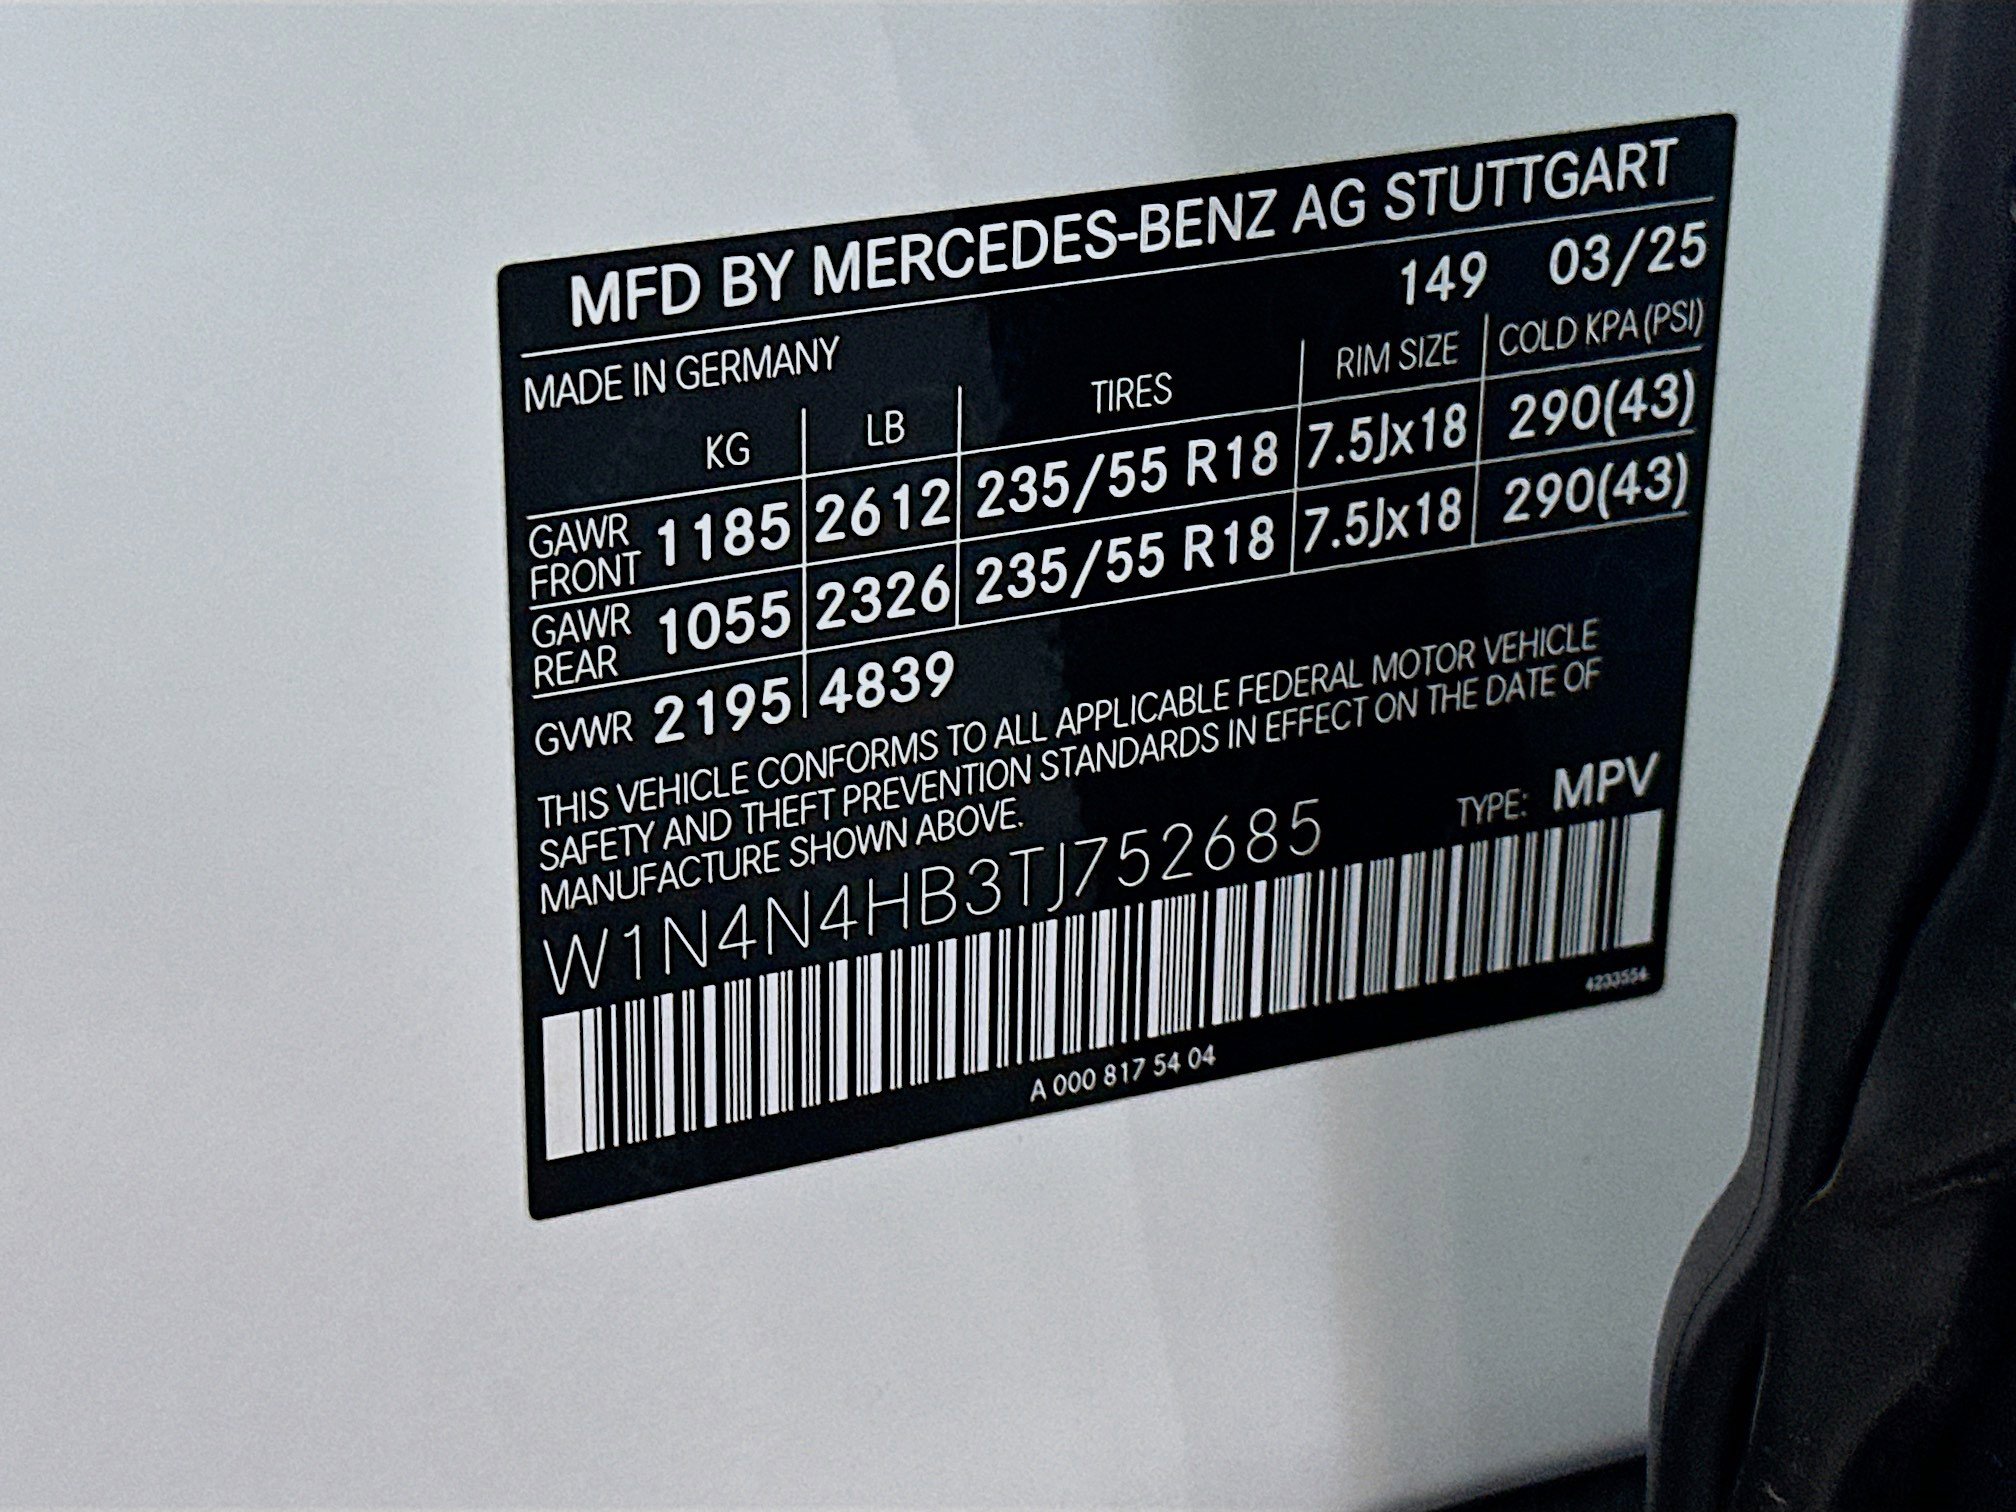 MFD BY MERCEDES-BENZ AG STUTTGART
MADE IN GERMANY 149 03/25
KG LB TIRES RIM SIZE COLD KPA (PSI)
GAWR FRONT 1185 2612 235/55 R18 7.5Jx18 290(43)
GAWR REAR 1055 2326 235/55 R18 7.5Jx18 290(43)
GVWR 2195 4839
THIS VEHICLE CONFORMS TO ALL APPLICABLE FEDERAL MOTOR VEHICLE
SAFETY AND THEFT PREVENTION STANDARDS IN EFFECT ON THE DATE OF
MANUFACTURE SHOWN ABOVE.
W1N4N4HB3TJ752685 TYPE: MPV
4233554
A 000 817 54 04